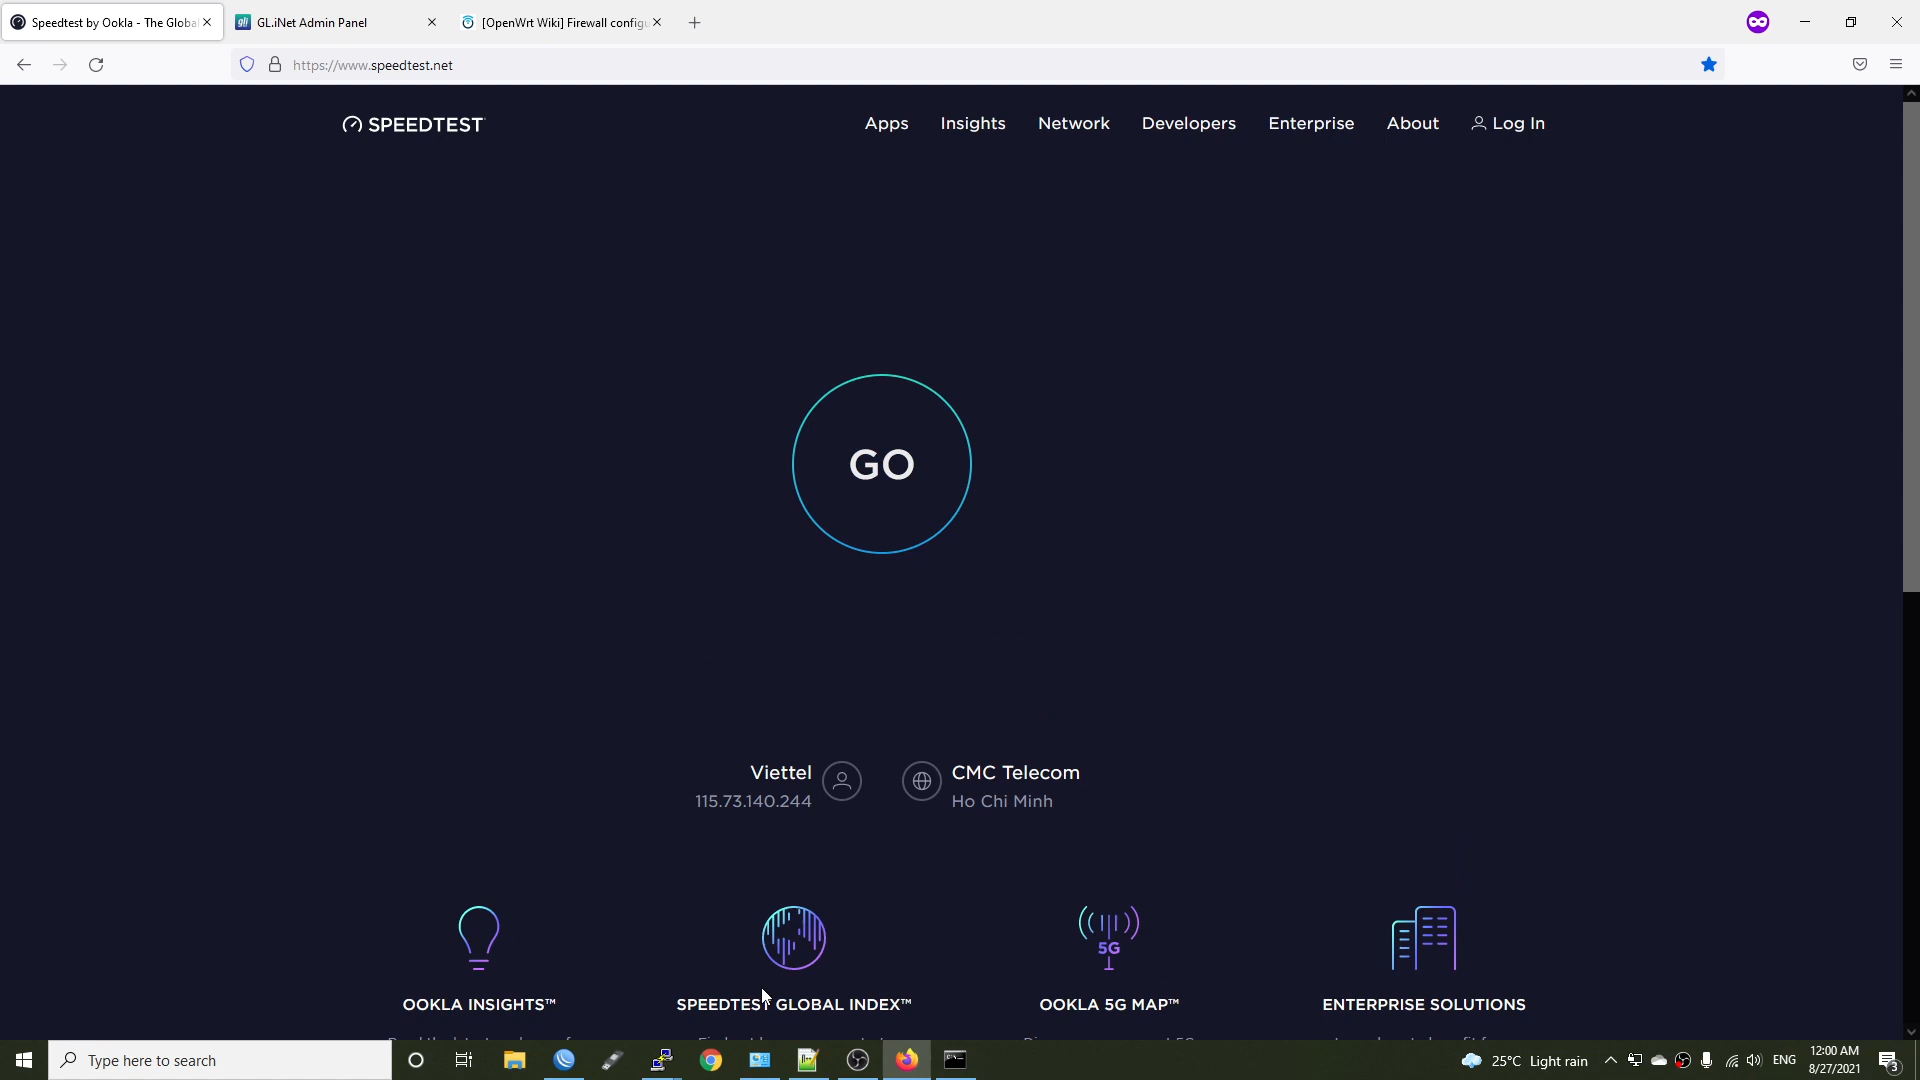 Speedtest by Ookla - The Global
GL.iNet Admin Panel
[OpenWrt Wiki] Firewall configu
https://www.speedtest.net
SPEEDTEST
Apps
Insights
Network
Developers
Enterprise
About
Log In
GO
Viettel
115.73.140.244
CMC Telecom
Ho Chi Minh
5G
OOKLA INSIGHTS™
SPEEDTEST GLOBAL INDEX™
OOKLA 5G MAP™
ENTERPRISE SOLUTIONS
Type here to search
25°C Light rain
ENG
12:00 AM
8/27/2021
3